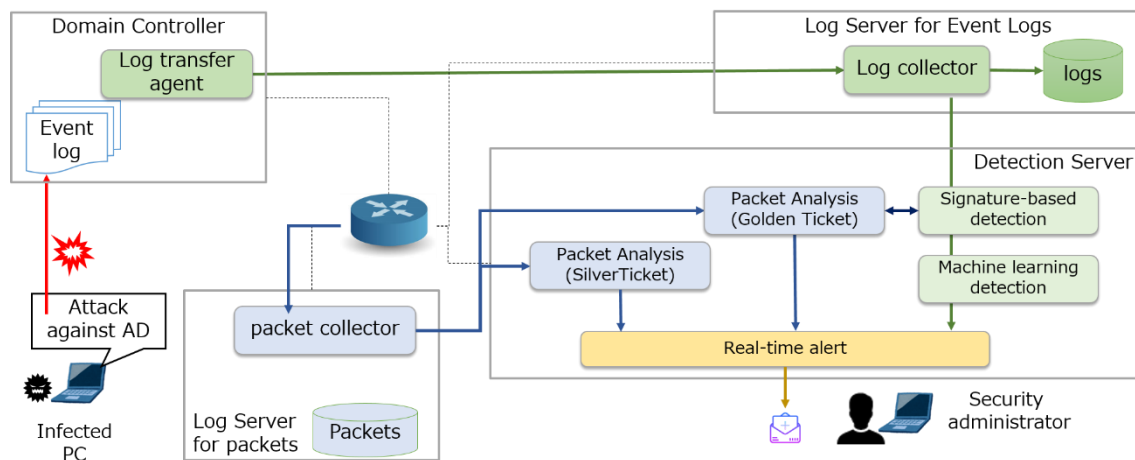 Domain Controller
Log transfer
agent
Event
log
Log Server for Event Logs
Log collector
logs
Detection Server
Packet Analysis
(Golden Ticket)
Signature-based
detection
Packet Analysis
(SilverTicket)
Machine learning
detection
Attack
against AD
packet collector
Real-time alert
Log Server
for packets
Packets
Infected
PC
Security
administrator